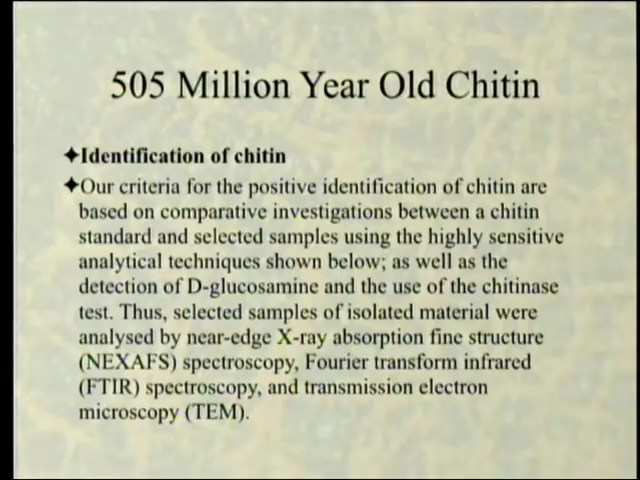 505 Million Year Old Chitin
✦Identification of chitin
✦Our criteria for the positive identification of chitin are
based on comparative investigations between a chitin
standard and selected samples using the highly sensitive
analytical techniques shown below; as well as the
detection of D-glucosamine and the use of the chitinase
test. Thus, selected samples of isolated material were
analysed by near-edge X-ray absorption fine structure
(NEXAFS) spectroscopy, Fourier transform infrared
(FTIR) spectroscopy, and transmission electron
microscopy (TEM).